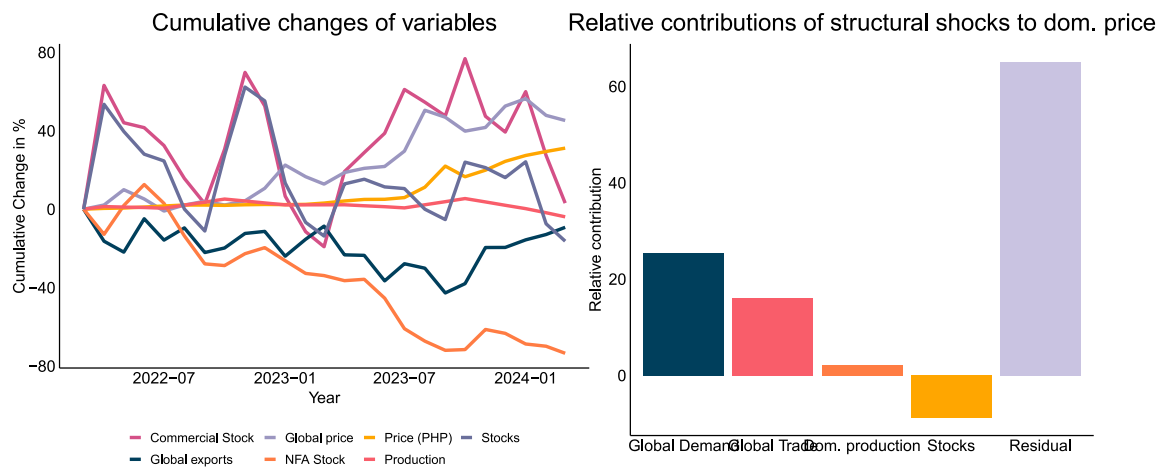 Cumulative changes of variables
Cumulative Change in %
80
40
0
−40
−80
2022−07
2023−01
2023−07
2024−01
Year
Commercial Stock
Global price
Price (PHP)
Stocks
Global exports
NFA Stock
Production
Relative contributions of structural shocks to dom. price
Relative contribution
60
40
20
0
Global Demand
Global Trade
Dom. production
Stocks
Residual